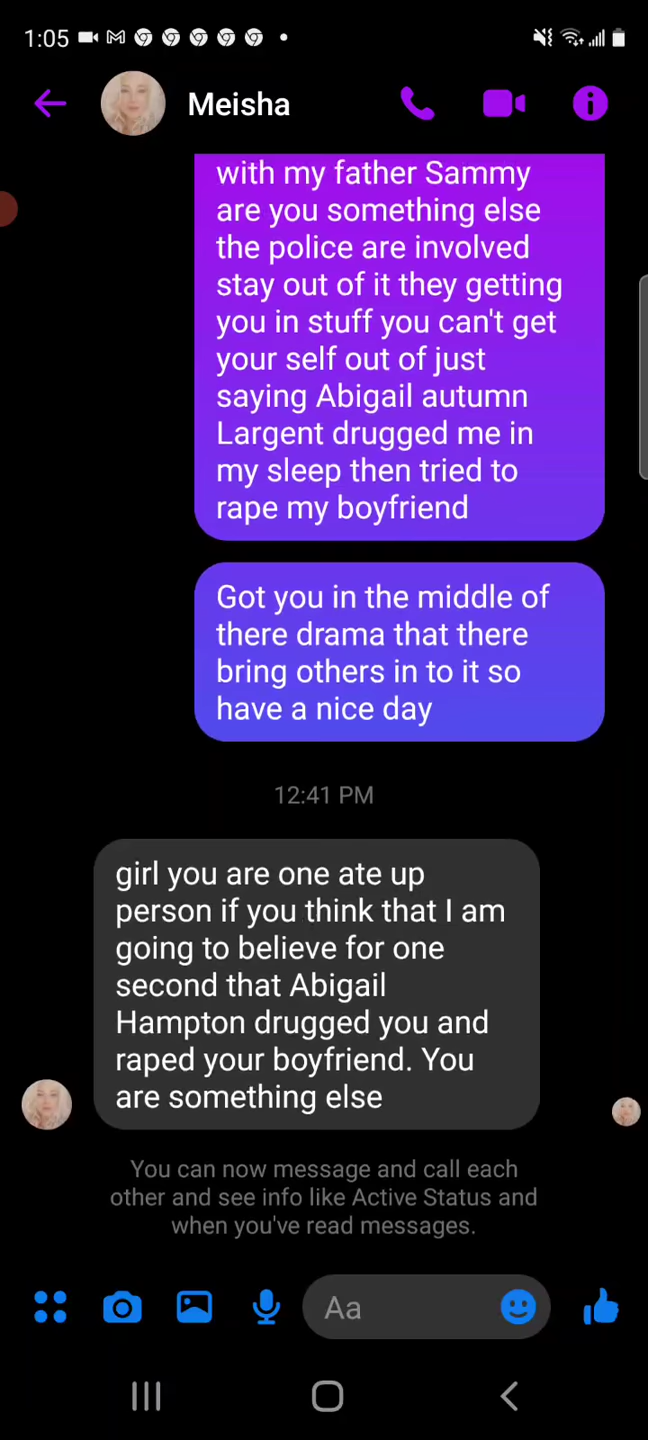 1:05
Meisha
with my father Sammy
are you something else
the police are involved
stay out of it they getting
you in stuff you can't get
your self out of just
saying Abigail autumn
Largent drugged me in
my sleep then tried to
rape my boyfriend
Got you in the middle of
there drama that there
bring others in to it so
have a nice day
12:41 PM
girl you are one ate up
person if you think that I am
going to believe for one
second that Abigail
Hampton drugged you and
raped your boyfriend. You
are something else
You can now message and call each
other and see info like Active Status and
when you've read messages.
Aa